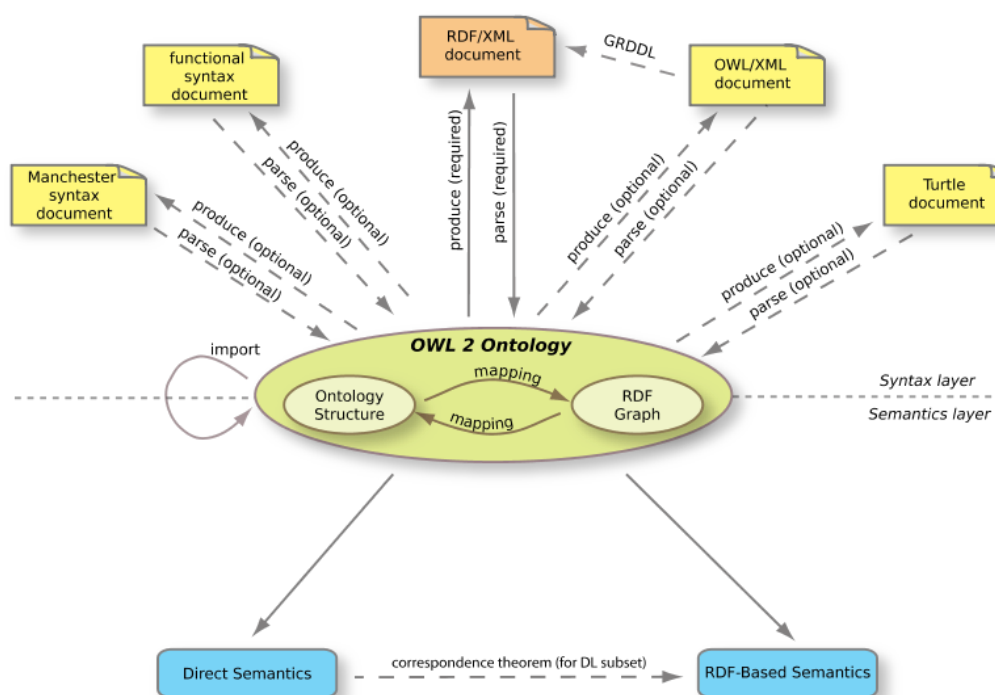 RDF/XML
document
GRDDL
functional
syntax
document
OWL/XML
document
Manchester
syntax
document
Turtle
document
produce (optional)
parse (optional)
produce (optional)
parse (optional)
produce (required)
parse (required)
produce (optional)
parse (optional)
produce (optional)
parse (optional)
OWL 2 Ontology
import
mapping
Ontology
Structure
RDF
Graph
mapping
Syntax layer
Semantics layer
Direct Semantics
correspondence theorem (for DL subset)
RDF-Based Semantics